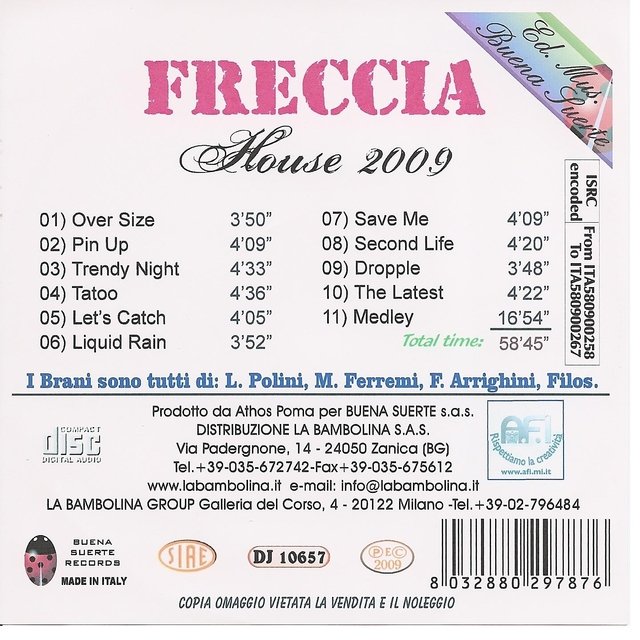 Ed. Mus.
Buena Suerte
FRECCIA
House 2009
01) Over Size 3'50"
02) Pin Up 4'09"
03) Trendy Night 4'33"
04) Tatoo 4'36"
05) Let's Catch 4'05"
06) Liquid Rain 3'52"
07) Save Me 4'09"
08) Second Life 4'20"
09) Dropple 3'48"
10) The Latest 4'22"
11) Medley 16'54"
Total time: 58'45"
ISRC
encoded
From ITA580900258
To ITA580900267
I Brani sono tutti di: L. Polini, M. Ferremi, F. Arrighini, Filos.
COMPACT
disc
DIGITAL AUDIO
Prodotto da Athos Poma per BUENA SUERTE s.a.s.
DISTRIBUZIONE LA BAMBOLINA S.A.S.
Via Padergnone, 14 - 24050 Zanica (BG)
Tel.+39-035-672742-Fax+39-035-675612
www.labambolina.it e-mail: info@labambolina.it
LA BAMBOLINA GROUP Galleria del Corso, 4 - 20122 Milano -Tel.+39-02-796484
A.F.I.
Rispettiamo la creatività
www.afi.mi.it
BUENA
SUERTE
RECORDS
MADE IN ITALY
SIAE
DJ 10657
PEC
2009
8 032880 297876
COPIA OMAGGIO VIETATA LA VENDITA E IL NOLEGGIO